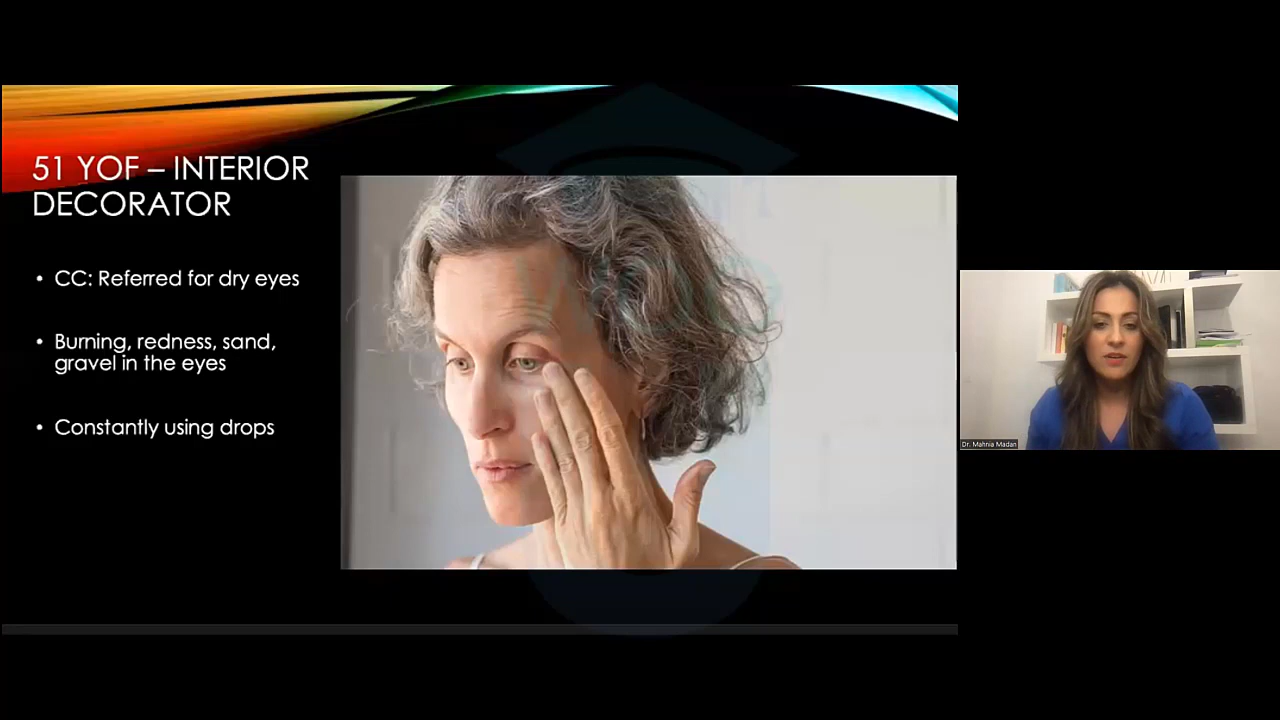 51 YOF – INTERIOR
DECORATOR
• CC: Referred for dry eyes
• Burning, redness, sand,
gravel in the eyes
• Constantly using drops
Dr. Mahnia Madan